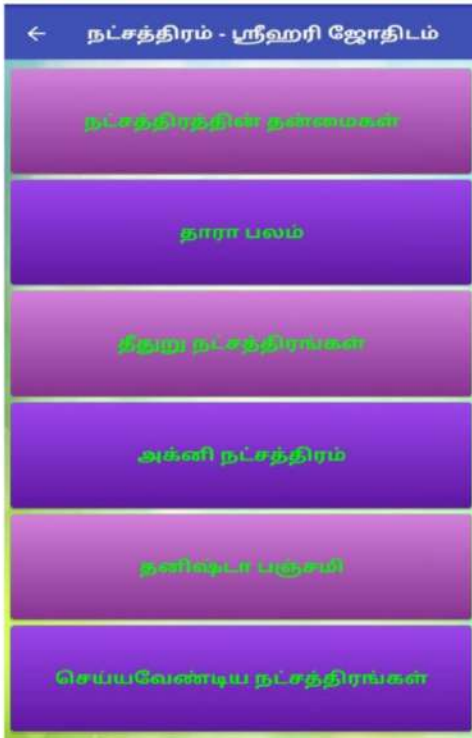 நட்சத்திரம் - ஸ்ரீஹரி ஜோதிடம்
நட்சத்திரத்தின் தன்மைகள்
தாரா பலம்
தீதுறு நட்சத்திரங்கள்
அக்னி நட்சத்திரம்
தனிஷ்டா பஞ்சமி
செய்யவேண்டிய நட்சத்திரங்கள்